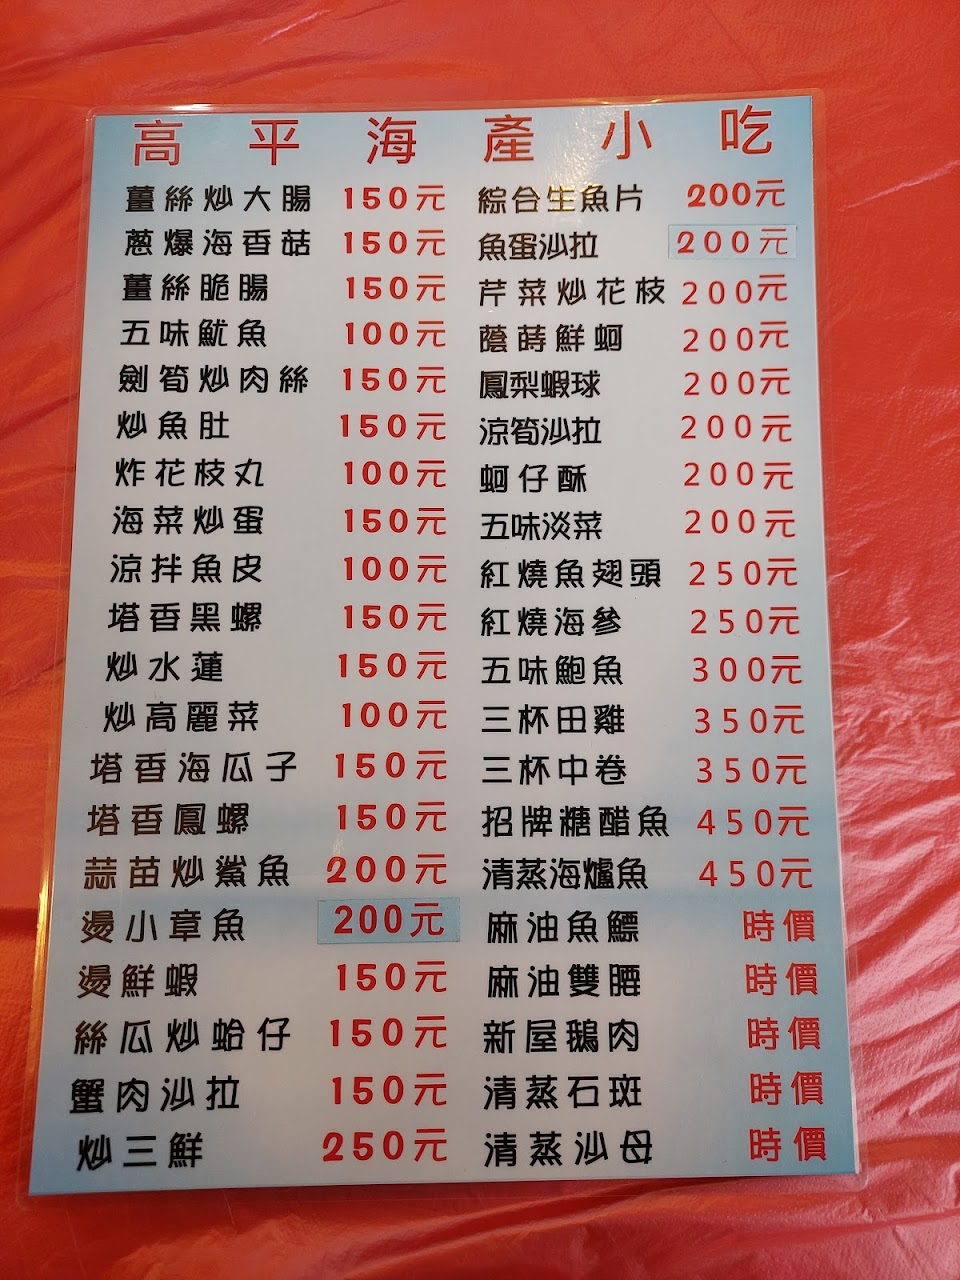 高平海產小吃
薑絲炒大腸 150元
蔥爆海香菇 150元
薑絲脆腸 150元
五味魷魚 100元
劍筍炒肉絲 150元
炒魚肚 150元
炸花枝丸 100元
海菜炒蛋 150元
涼拌魚皮 100元
塔香黑螺 150元
炒水蓮 150元
炒高麗菜 100元
塔香海瓜子 150元
塔香鳳螺 150元
蒜苗炒鯊魚 200元
燙小章魚 200元
燙鮮蝦 150元
絲瓜炒蛤仔 150元
蟹肉沙拉 150元
炒三鮮 250元
綜合生魚片 200元
魚蛋沙拉 200元
芹菜炒花枝 200元
蔭蒔鮮蚵 200元
鳳梨蝦球 200元
涼筍沙拉 200元
蚵仔酥 200元
五味淡菜 200元
紅燒魚翅頭 250元
紅燒海參 250元
五味鮑魚 300元
三杯田雞 350元
三杯中卷 350元
招牌糖醋魚 450元
清蒸海爐魚 450元
麻油魚鰾 時價
麻油雙腰 時價
新屋鵝肉 時價
清蒸石斑 時價
清蒸沙母 時價